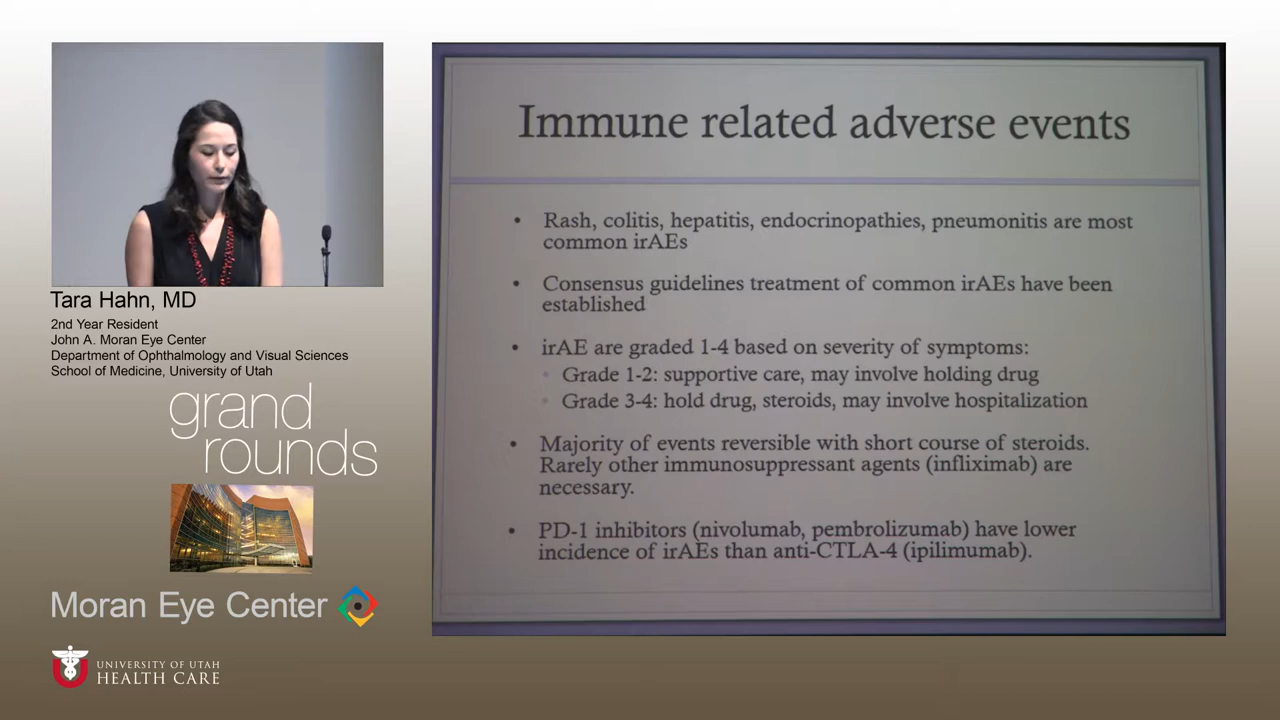 Tara Hahn, MD
2nd Year Resident
John A. Moran Eye Center
Department of Ophthalmology and Visual Sciences
School of Medicine, University of Utah
grand
rounds
Moran Eye Center
UNIVERSITY OF UTAH
HEALTH CARE
Immune related adverse events
• Rash, colitis, hepatitis, endocrinopathies, pneumonitis are most
common irAEs
• Consensus guidelines treatment of common irAEs have been
established
• irAE are graded 1-4 based on severity of symptoms:
• Grade 1-2: supportive care, may involve holding drug
• Grade 3-4: hold drug, steroids, may involve hospitalization
• Majority of events reversible with short course of steroids.
Rarely other immunosuppressant agents (infliximab) are
necessary.
• PD-1 inhibitors (nivolumab, pembrolizumab) have lower
incidence of irAEs than anti-CTLA-4 (ipilimumab).